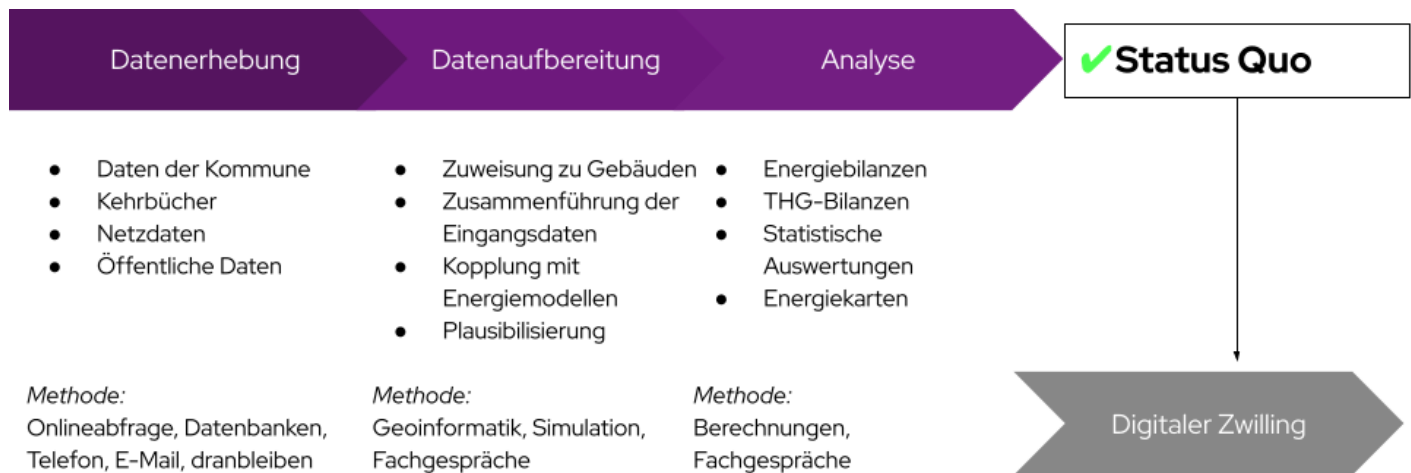 Datenerhebung
Datenaufbereitung
Analyse
✔Status Quo
● Daten der Kommune
● Kehrbücher
● Netzdaten
● Öffentliche Daten
● Zuweisung zu Gebäuden
● Zusammenführung der
Eingangsdaten
● Kopplung mit
Energiemodellen
● Plausibilisierung
● Energiebilanzen
● THG-Bilanzen
● Statistische
Auswertungen
● Energiekarten
Methode:
Onlineabfrage, Datenbanken,
Telefon, E-Mail, dranbleiben
Methode:
Geoinformatik, Simulation,
Fachgespräche
Methode:
Berechnungen,
Fachgespräche
Digitaler Zwilling